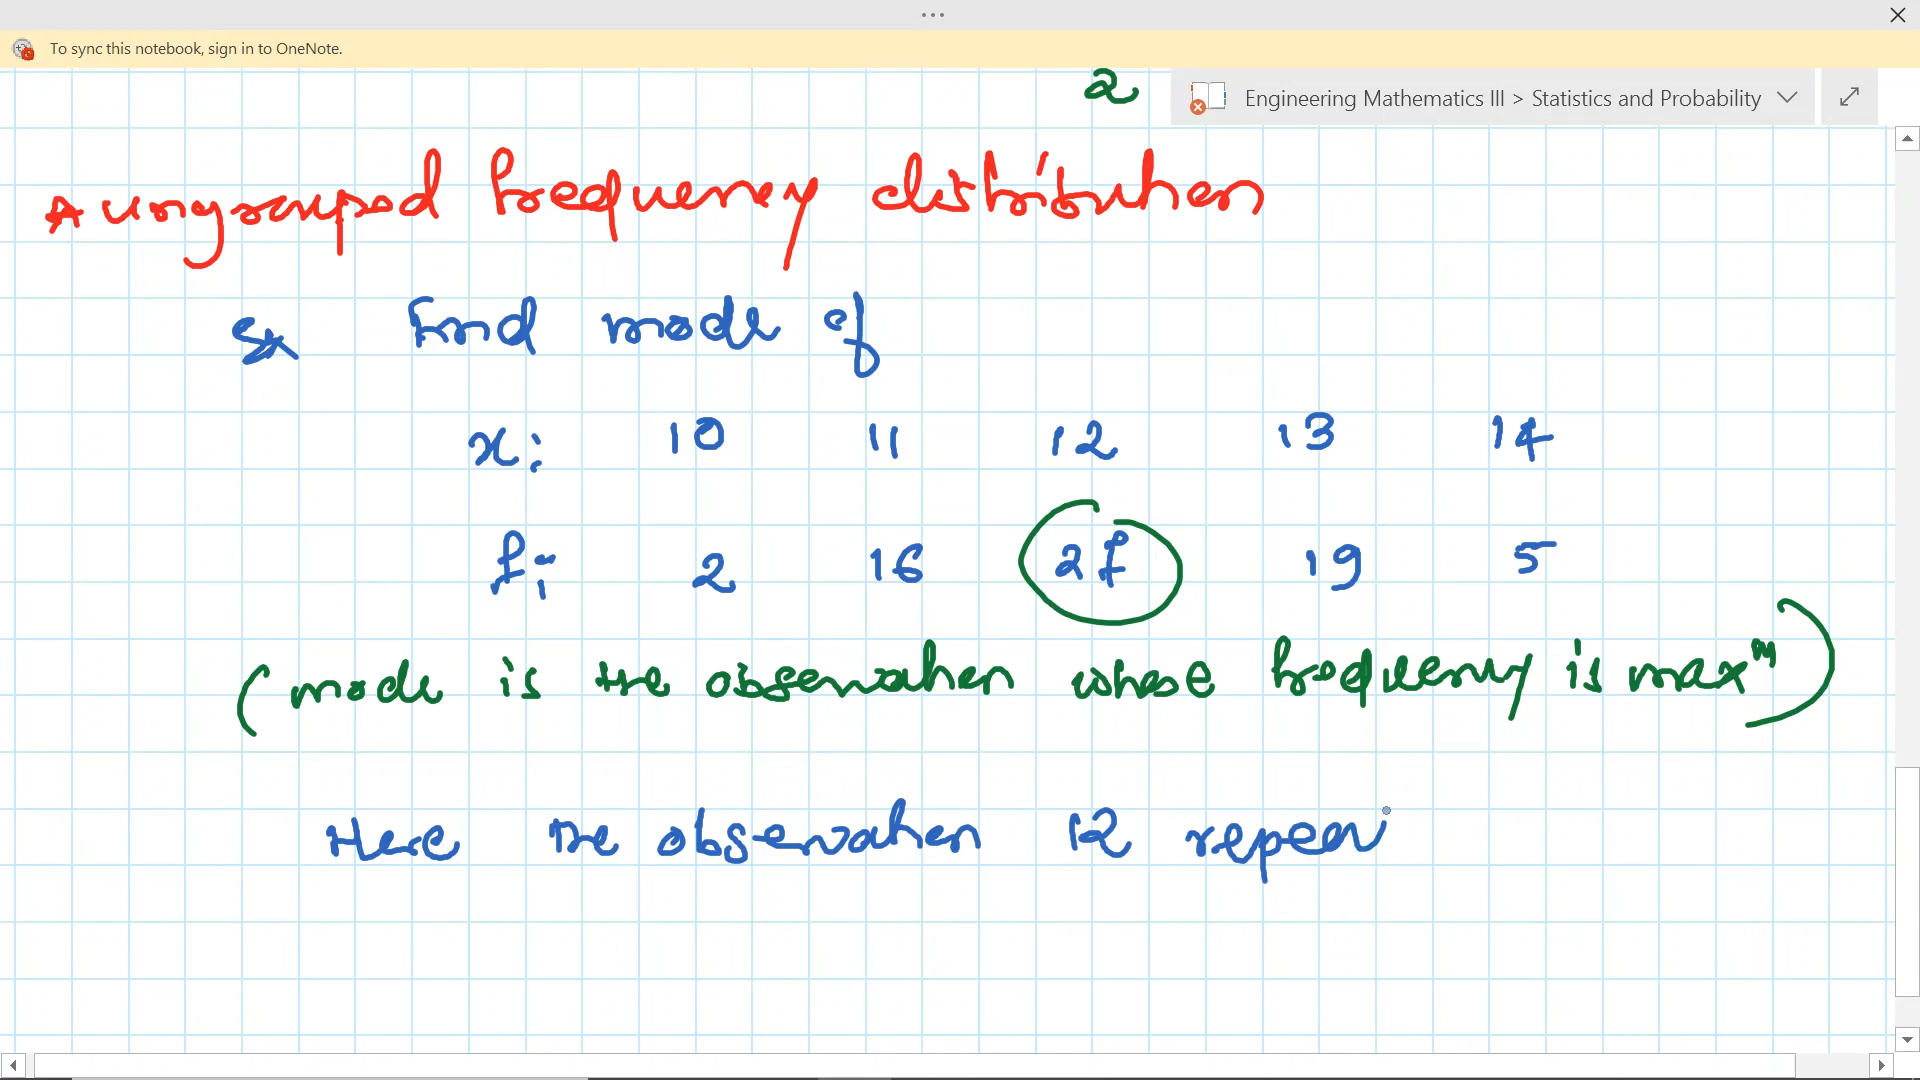 To sync this notebook, sign in to OneNote.
2
Engineering Mathematics III > Statistics and Probability
* ungrouped frequency distribution
Ex Find mode of
x: 10 11 12 13 14
f: 2 16 27 19 5
(mode is the observation whose frequency is maxᵐ)
Here the observation 12 repea